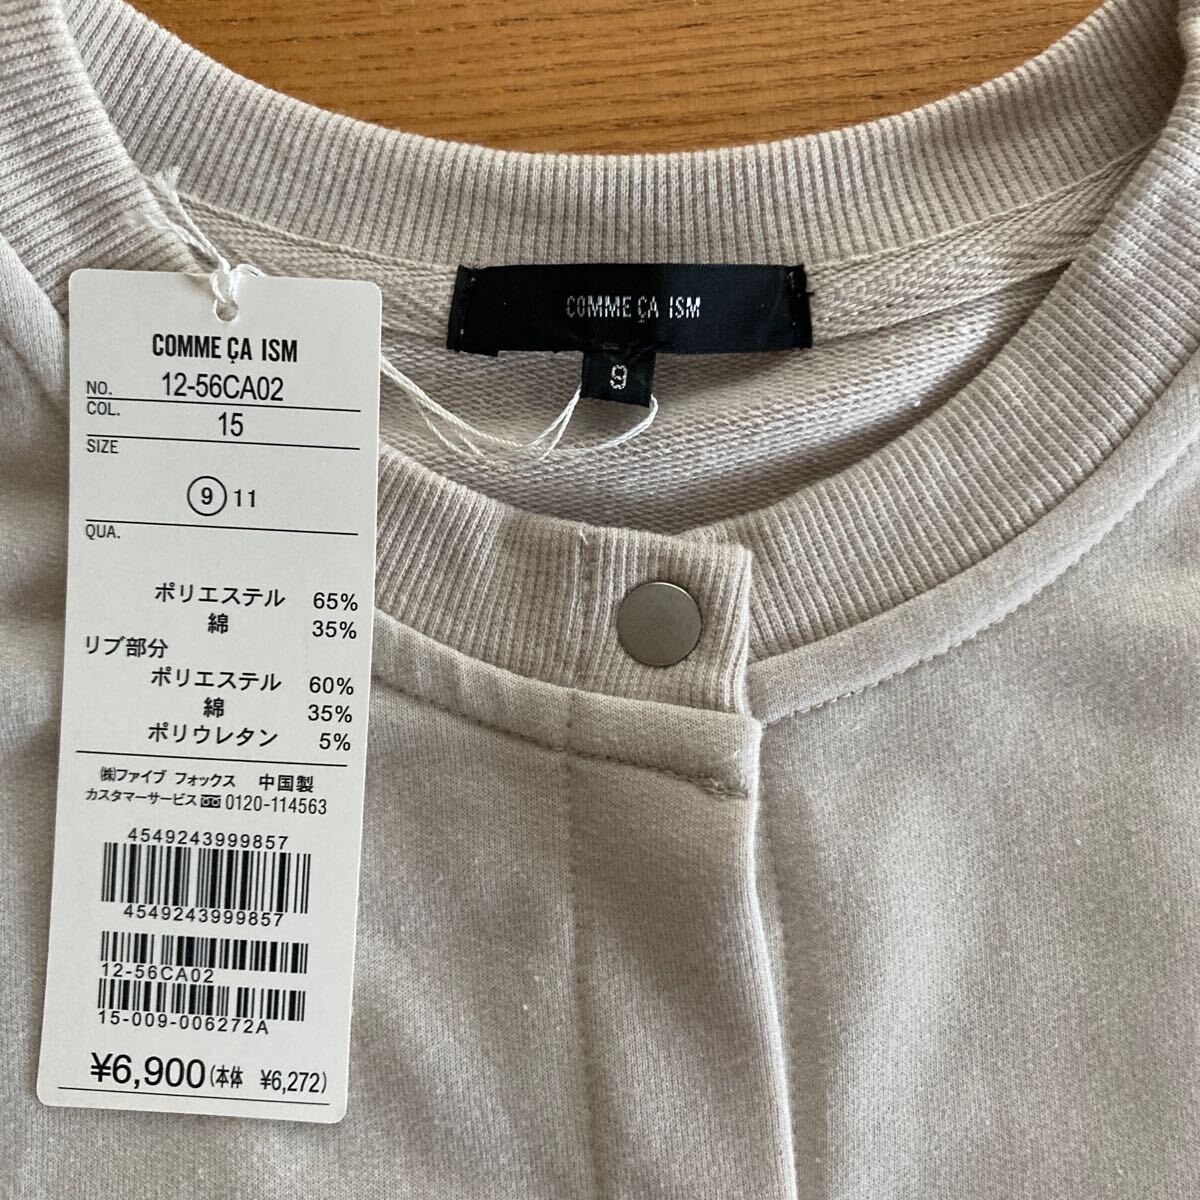 COMME ÇA ISM
9
COMME ÇA ISM
NO. 12-56CA02
COL. 15
SIZE
9 11
QUA.
ポリエステル 65%
綿 35%
リブ部分
ポリエステル 60%
綿 35%
ポリウレタン 5%
㈱ファイブ フォックス 中国製
カスタマーサービス 0120-114563
4549243999857
4549243999857
12-56CA02
15-009-006272A
¥6,900(本体 ¥6,272)